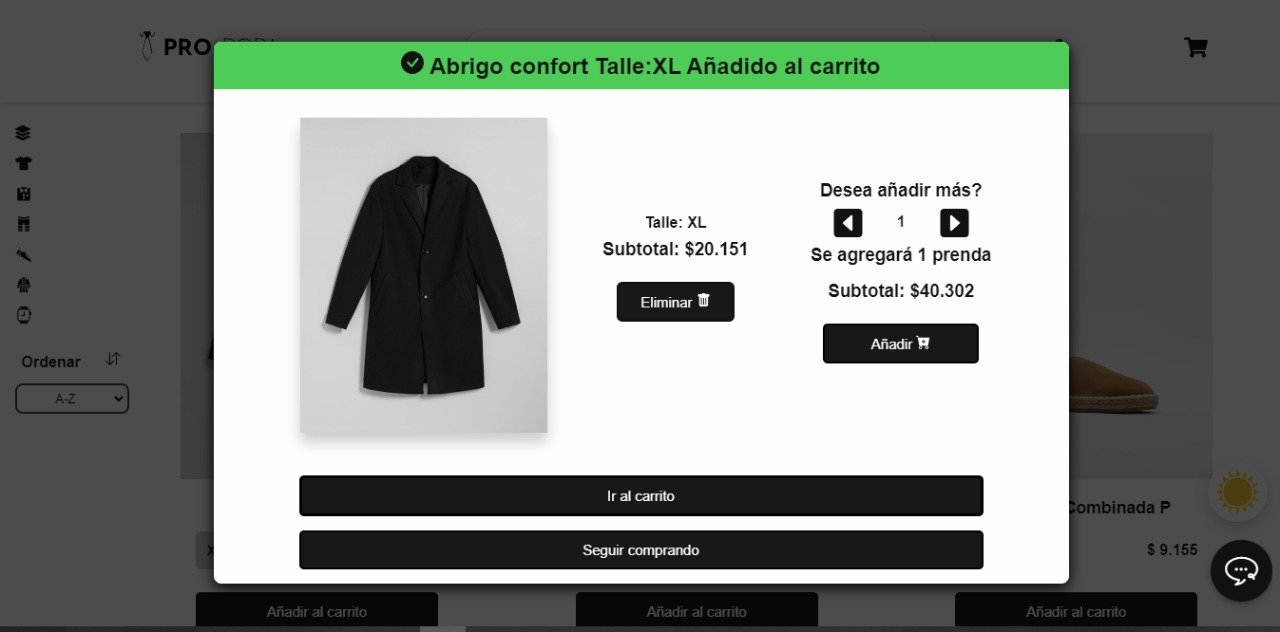 PRO
Abrigo confort Talle:XL Añadido al carrito
Desea añadir más?
Talle: XL
1
Subtotal: $20.151
Se agregará 1 prenda
Eliminar
Subtotal: $40.302
Añadir
Ordenar
A-Z
Ir al carrito
Combinada P
Seguir comprando
$ 9.155
Añadir al carrito
Añadir al carrito
Añadir al carrito